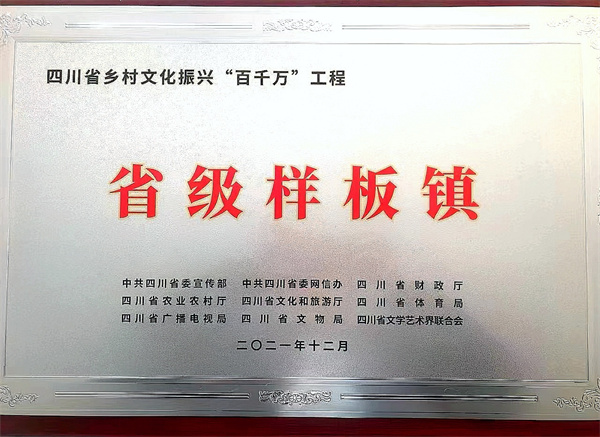 四川省乡村文化振兴“百千万”工程
省级样板镇
中共四川省委宣传部 中共四川省委网信办 四川省财政厅
四川省农业农村厅 四川省文化和旅游厅 四川省体育局
四川省广播电视局 四川省文物局 四川省文学艺术界联合会
二〇二一年十二月